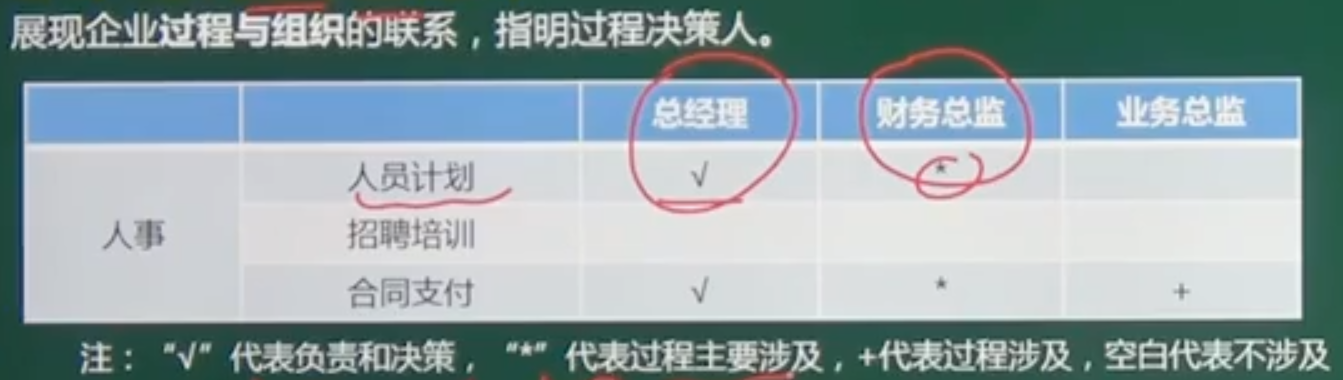 展现企业过程与组织的联系，指明过程决策人。
总经理 财务总监 业务总监
人事
人员计划 √ *
招聘培训
合同支付 √ * +
注：“√”代表负责和决策，“*”代表过程主要涉及，+代表过程涉及，空白代表不涉及